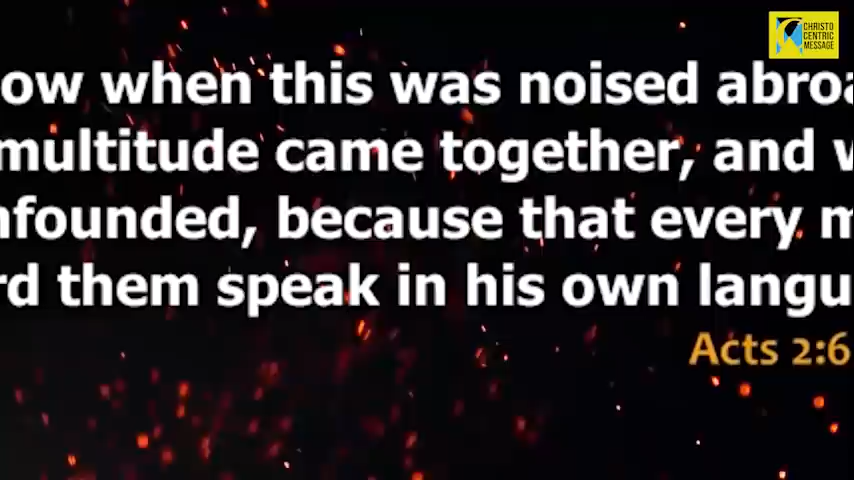 CHRISTO
CENTRIC
MESSAGE
ow when this was noised abroa
multitude came together, and w
nfounded, because that every m
rd them speak in his own langu
Acts 2:6